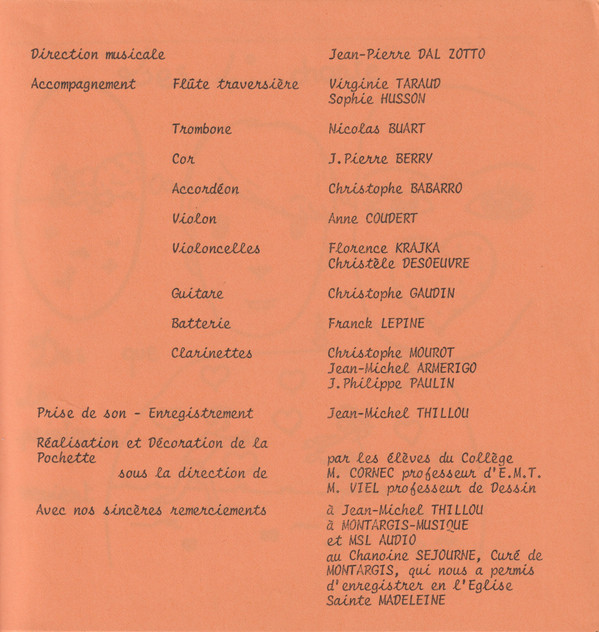 Direction musicale Jean-Pierre DAL ZOTTO
Accompagnement Flûte traversière Virginie TARAUD
Sophie HUSSON
Trombone Nicolas BUART
Cor J.Pierre BERRY
Accordéon Christophe BABARRO
Violon Anne COUDERT
Violoncelles Florence KRAJKA
Christèle DESOEUVRE
Guitare Christophe GAUDIN
Batterie Franck LEPINE
Clarinettes Christophe MOUROT
Jean-Michel ARMERIGO
J.Philippe PAULIN
Prise de son - Enregistrement Jean-Michel THILLOU
Réalisation et Décoration de la
Pochette par les élèves du Collège
sous la direction de M. CORNEC professeur d'E.M.T.
M. VIEL professeur de Dessin
Avec nos sincères remerciements à Jean-Michel THILLOU
à MONTARGIS-MUSIQUE
et MSL AUDIO
au Chanoine SEJOURNE, Curé de
MONTARGIS, qui nous a permis
d'enregistrer en l'Eglise
Sainte MADELEINE